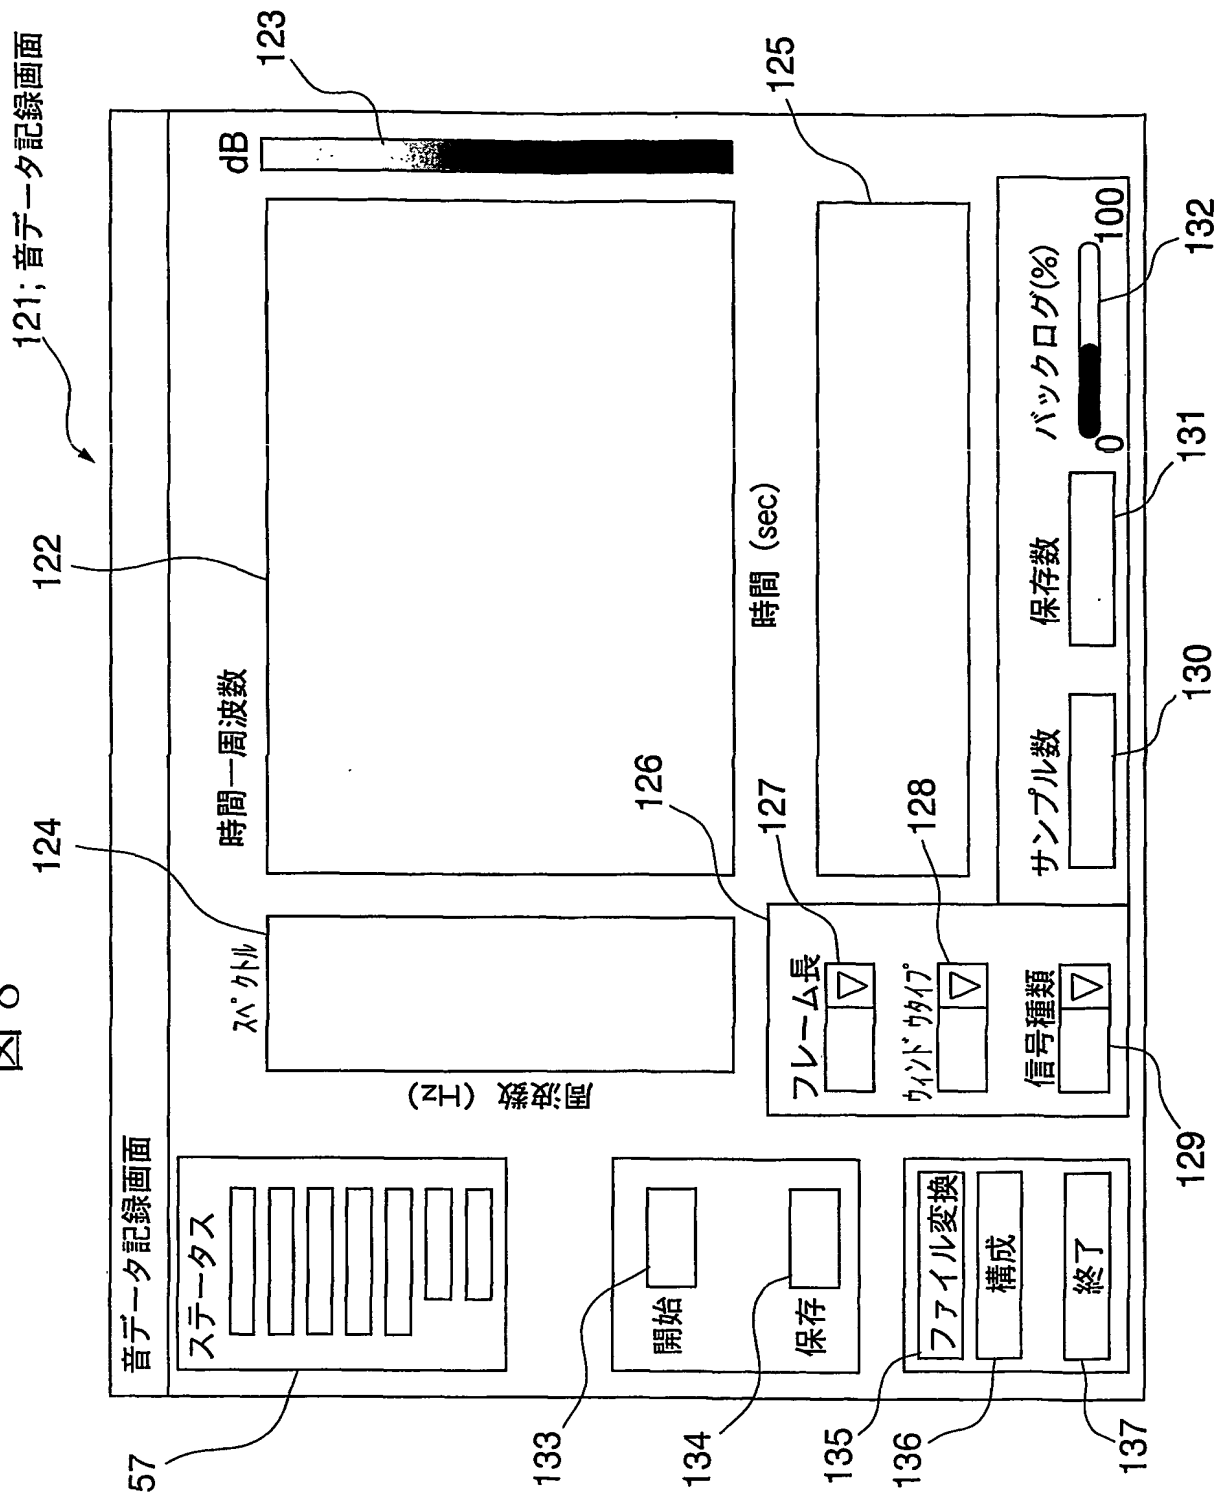 121; 音データ記録画面
音データ記録画面
57
ステータス
124
スペクトル
周波数 (Hz)
122
時間ー周波数
時間 (sec)
dB
123
125
133
開始
134
保存
126
フレーム長
127
ウィンドウタイプ
128
信号種類
129
135
ファイル変換
136
構成
137
終了
サンプル数
130
保存数
131
バックログ(%)
0
100
132